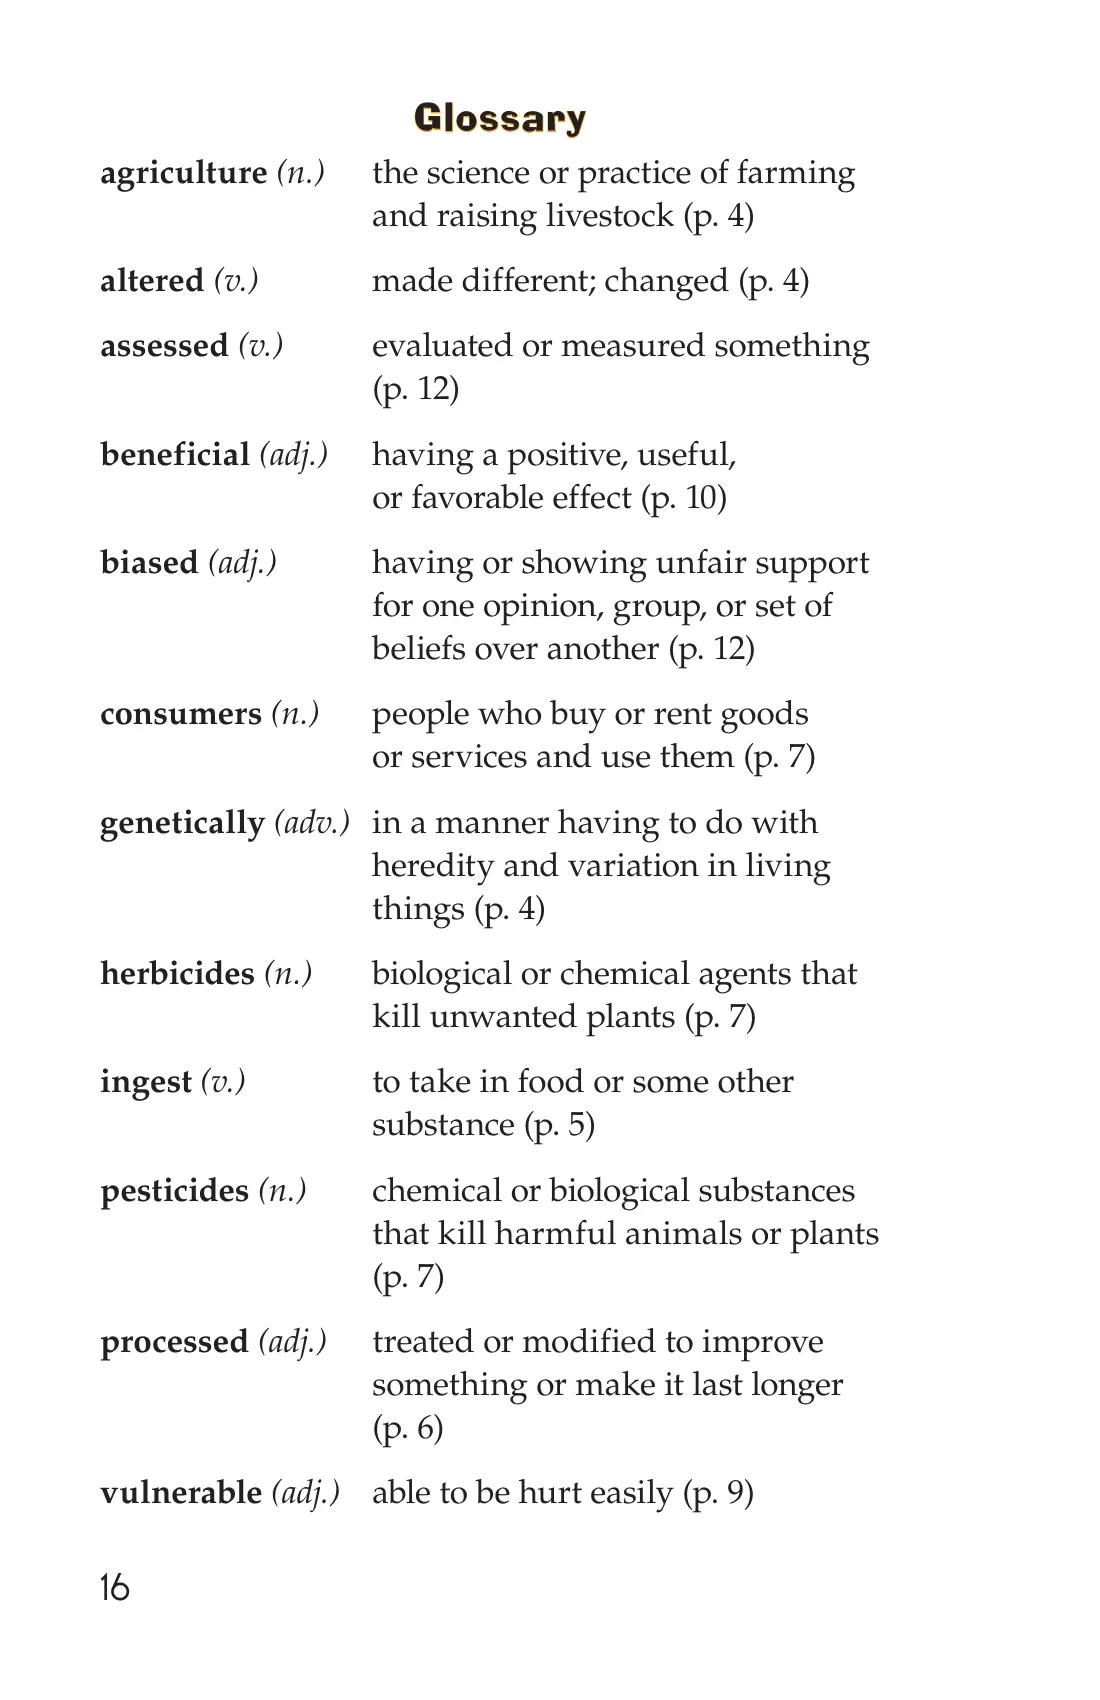 Glossary
agriculture (n.) the science or practice of farming
and raising livestock (p. 4)
altered (v.) made different; changed (p. 4)
assessed (v.) evaluated or measured something
(p. 12)
beneficial (adj.) having a positive, useful,
or favorable effect (p. 10)
biased (adj.) having or showing unfair support
for one opinion, group, or set of
beliefs over another (p. 12)
consumers (n.) people who buy or rent goods
or services and use them (p. 7)
genetically (adv.) in a manner having to do with
heredity and variation in living
things (p. 4)
herbicides (n.) biological or chemical agents that
kill unwanted plants (p. 7)
ingest (v.) to take in food or some other
substance (p. 5)
pesticides (n.) chemical or biological substances
that kill harmful animals or plants
(p. 7)
processed (adj.) treated or modified to improve
something or make it last longer
(p. 6)
vulnerable (adj.) able to be hurt easily (p. 9)
16